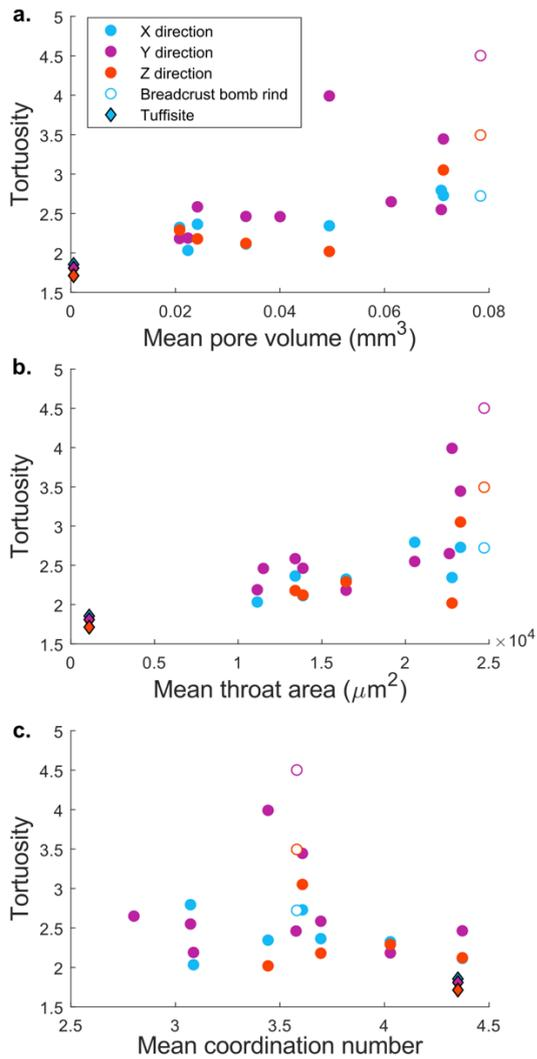 a.
5
4.5
4
3.5
3
2.5
2
1.5
Tortuosity
X direction
Y direction
Z direction
Breadcrust bomb rind
Tuffisite
0 0.02 0.04 0.06 0.08
Mean pore volume (mm³)
b.
5
4.5
4
3.5
3
2.5
2
1.5
Tortuosity
0 0.5 1 1.5 2 2.5
×10⁴
Mean throat area (μm²)
c.
5
4.5
4
3.5
3
2.5
2
1.5
Tortuosity
2.5 3 3.5 4 4.5
Mean coordination number